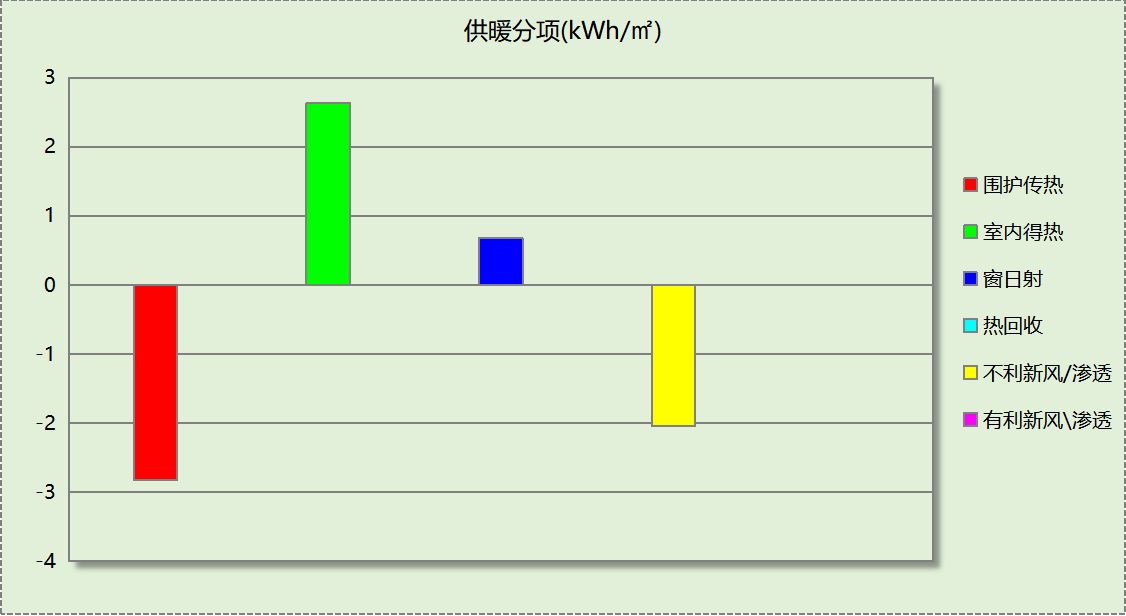 供暖分项(kWh/㎡)
3
2
1
0
-1
-2
-3
-4
围护传热
室内得热
窗日射
热回收
不利新风/渗透
有利新风\渗透